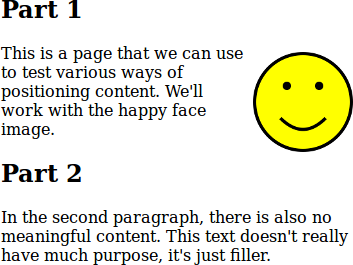 Part 1
This is a page that we can use
to test various ways of
positioning content. We'll
work with the happy face
image.
Part 2
In the second paragraph, there is also no
meaningful content. This text doesn't really
have much purpose, it's just filler.